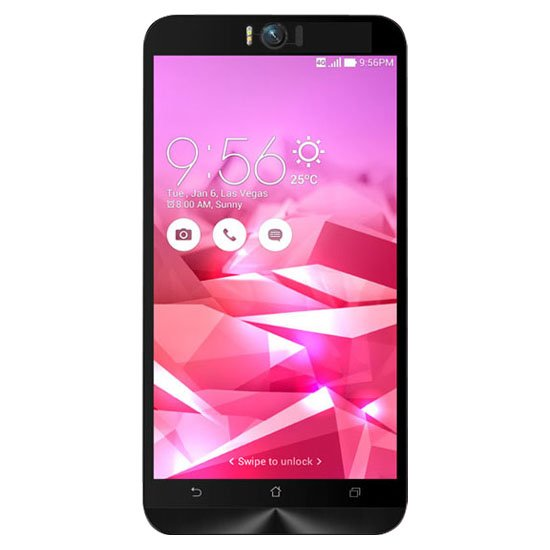 4G 9:56PM
9:56
25°C
Tue , Jan 6, Las Vegas
8:00 AM, Sunny
< Swipe to unlock >